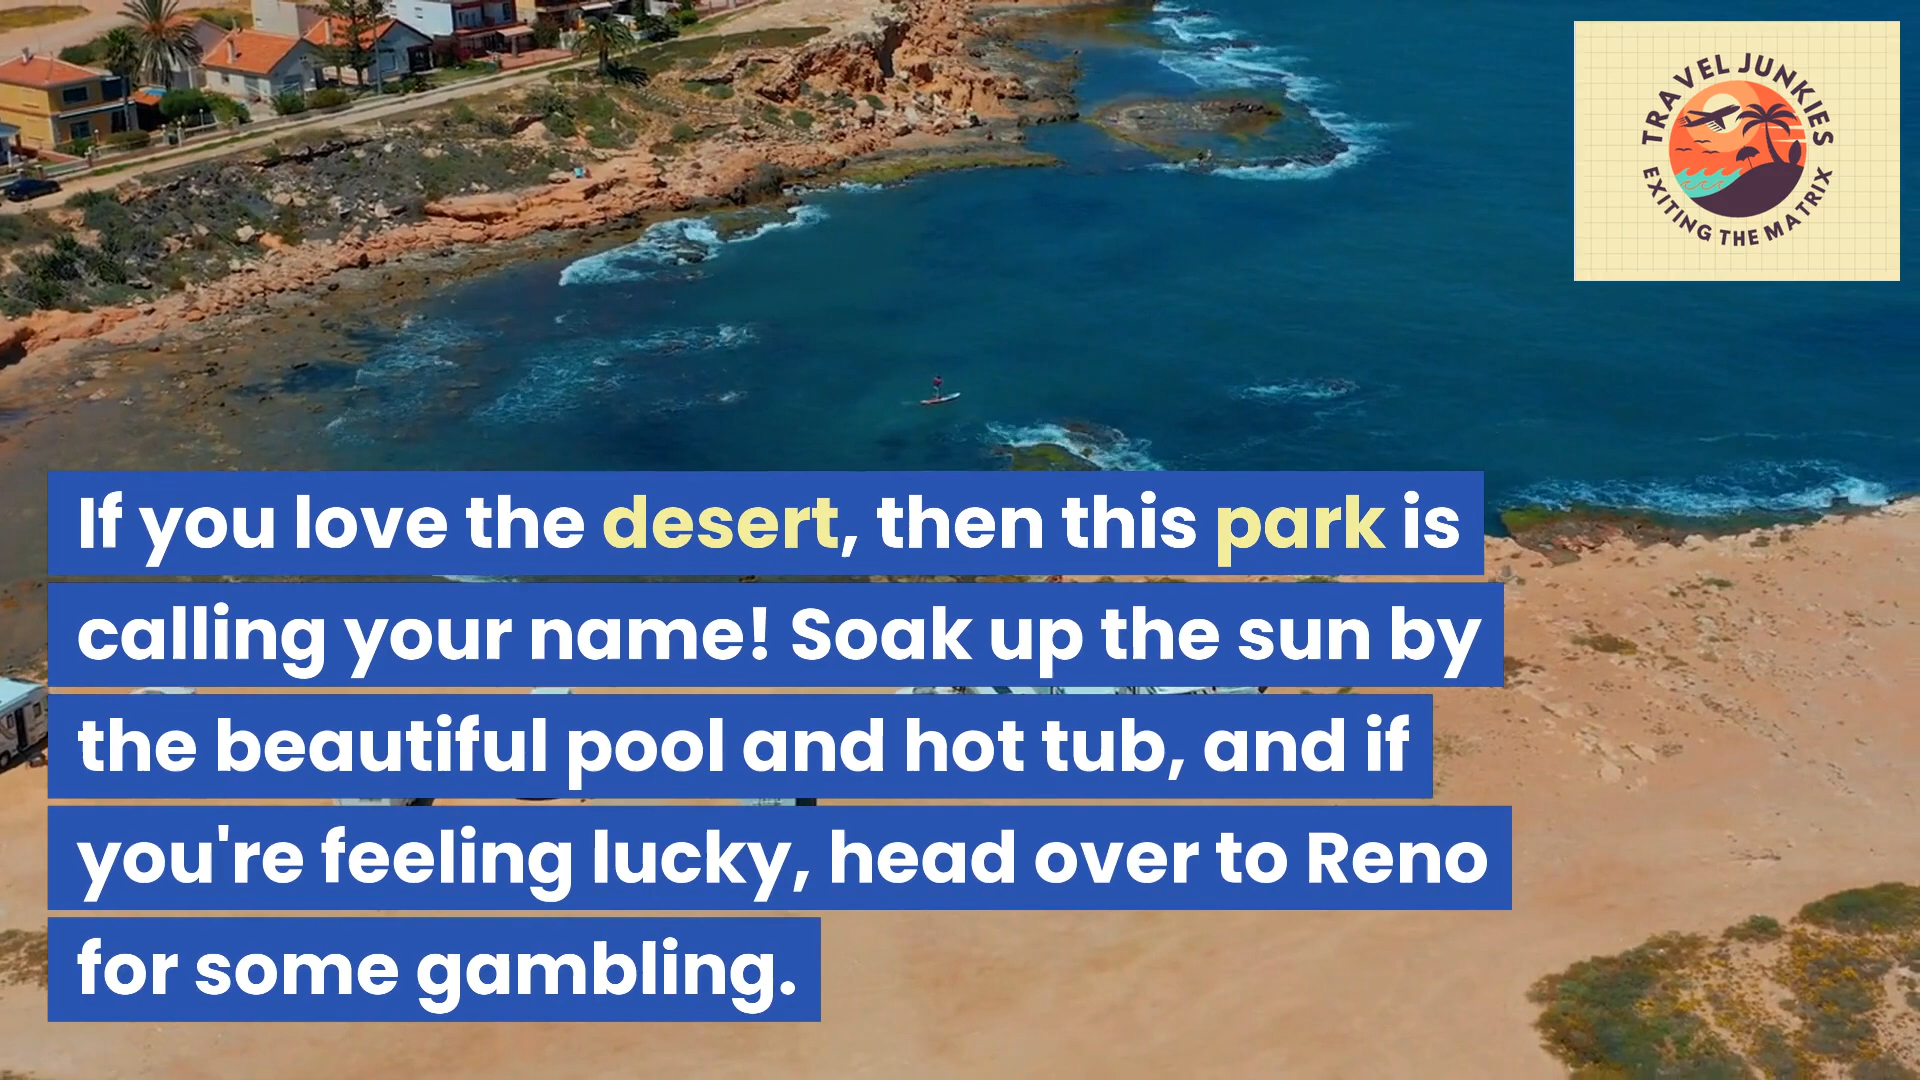 TRAVEL JUNKIES
EXITING THE MATRIX
If you love the desert, then this park is
calling your name! Soak up the sun by
the beautiful pool and hot tub, and if
you're feeling lucky, head over to Reno
for some gambling.